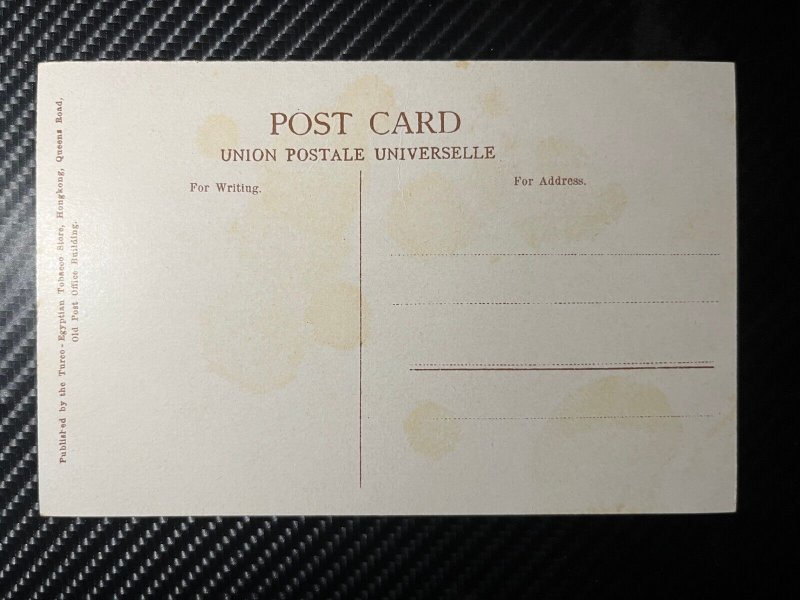 POST CARD
UNION POSTALE UNIVERSELLE
For Writing.
For Address.
Published by the Turco-Egyptian Tobacco Store, Hongkong, Queens Road,
Old Post Office Building.